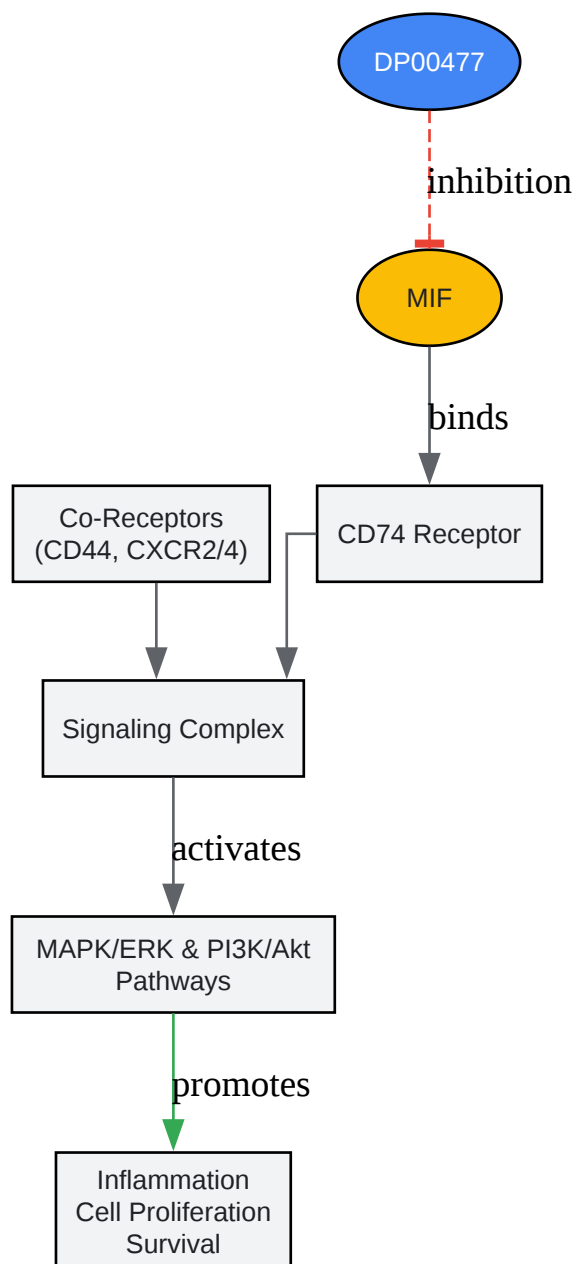 DP00477
inhibition
MIF
binds
Co-Receptors
(CD44, CXCR2/4)
CD74 Receptor
Signaling Complex
activates
MAPK/ERK & PI3K/Akt
Pathways
promotes
Inflammation
Cell Proliferation
Survival